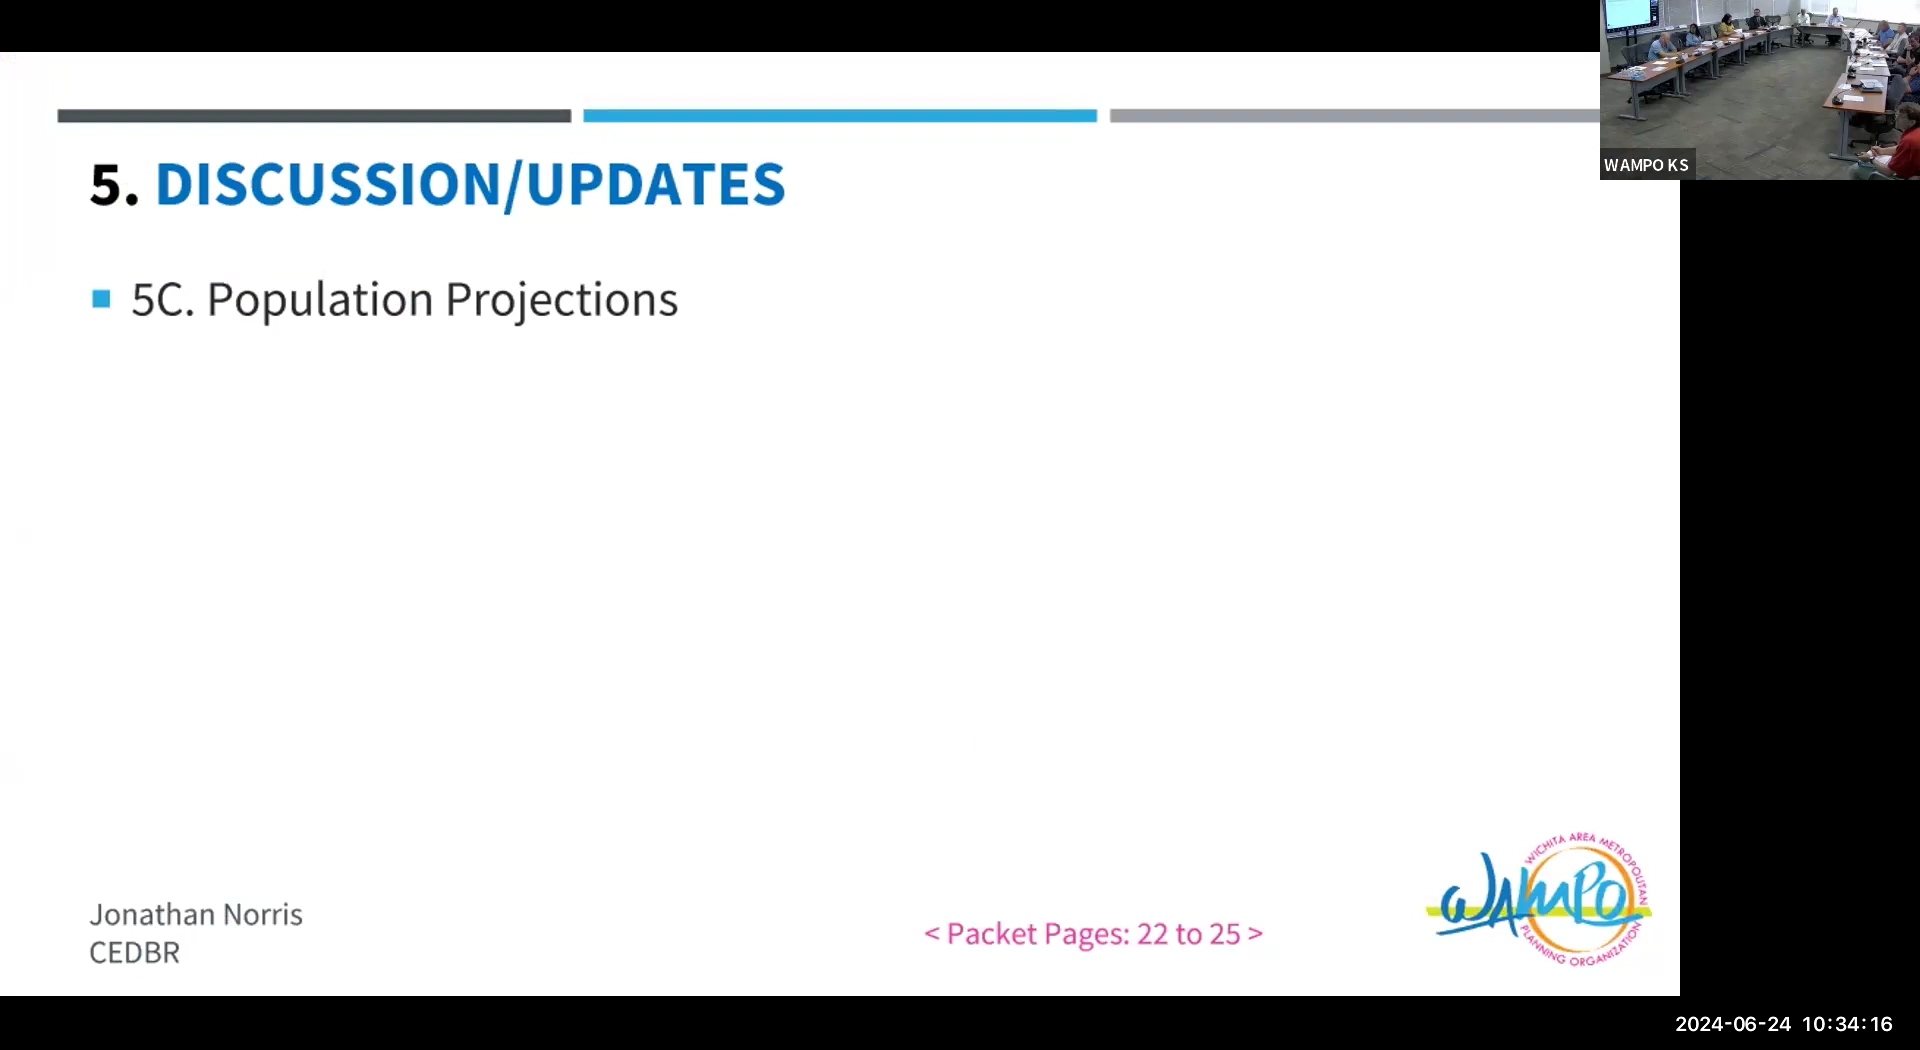 WAMPO KS
5. DISCUSSION/UPDATES
5C. Population Projections
Jonathan Norris
CEDBR
< Packet Pages: 22 to 25 >
WICHITA AREA METROPOLITAN
WAMPO
PLANNING ORGANIZATION
2024-06-24 10:34:16